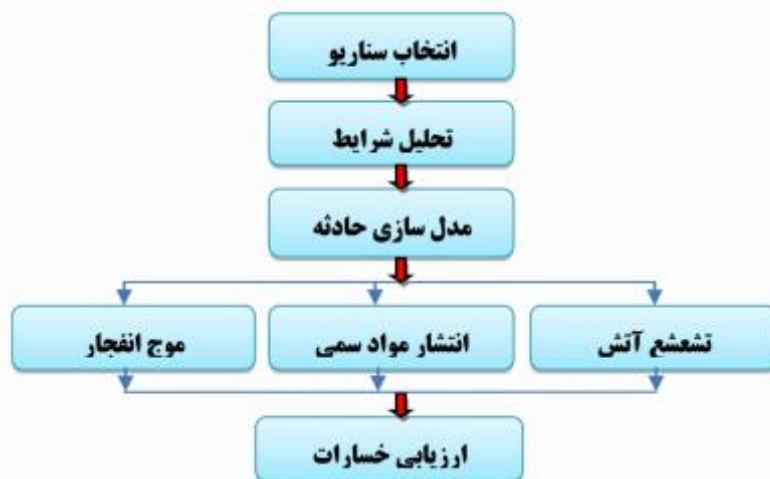 انتخاب سناریو
تحلیل شرایط
مدل سازی حادثه
تشعشع آتش
انتشار مواد سمی
موج انفجار
ارزیابی خسارات